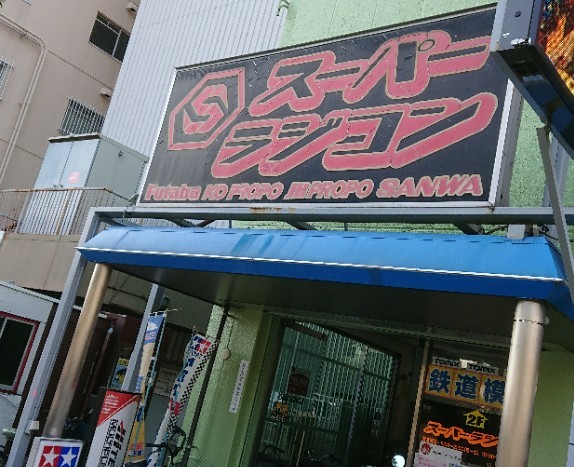 スーパー
ラジコン
Futaba KO PROPO JR PROPO SANWA
TOMIX TOMIX
鉄道模
2F
スーパーラジ